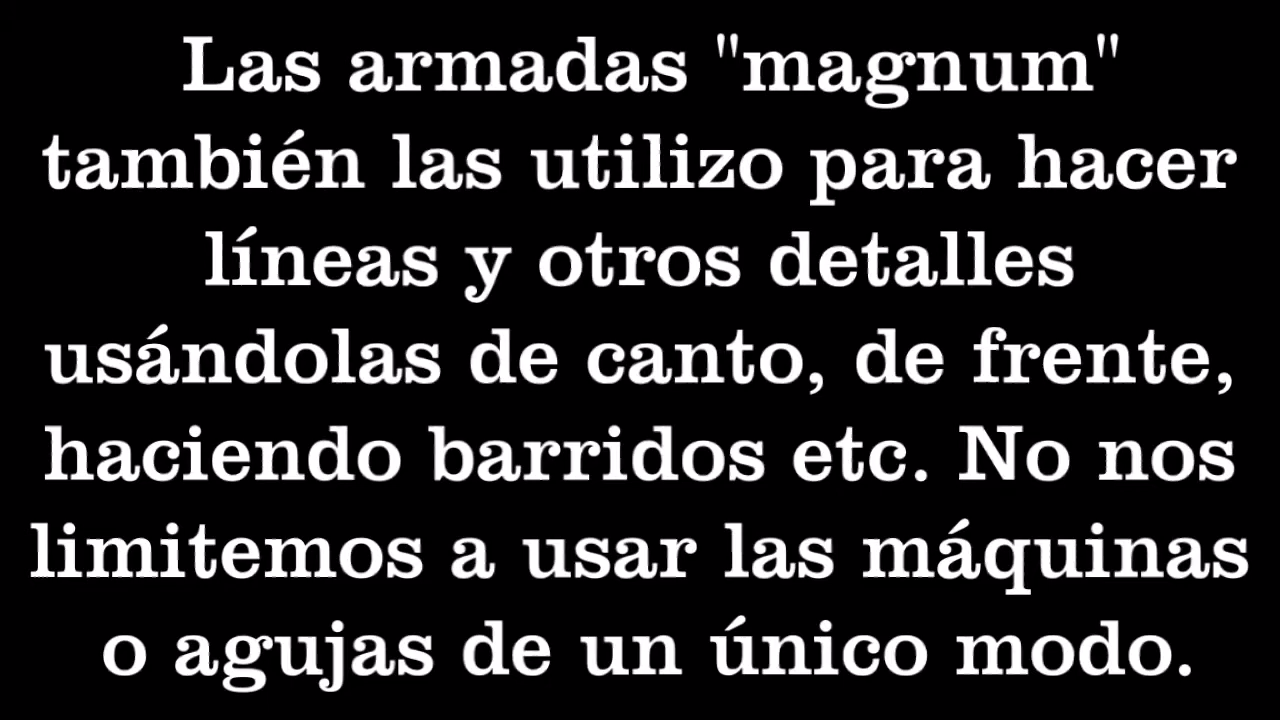 Las armadas "magnum"
también las utilizo para hacer
líneas y otros detalles
usándolas de canto, de frente,
haciendo barridos etc. No nos
limitemos a usar las máquinas
o agujas de un único modo.